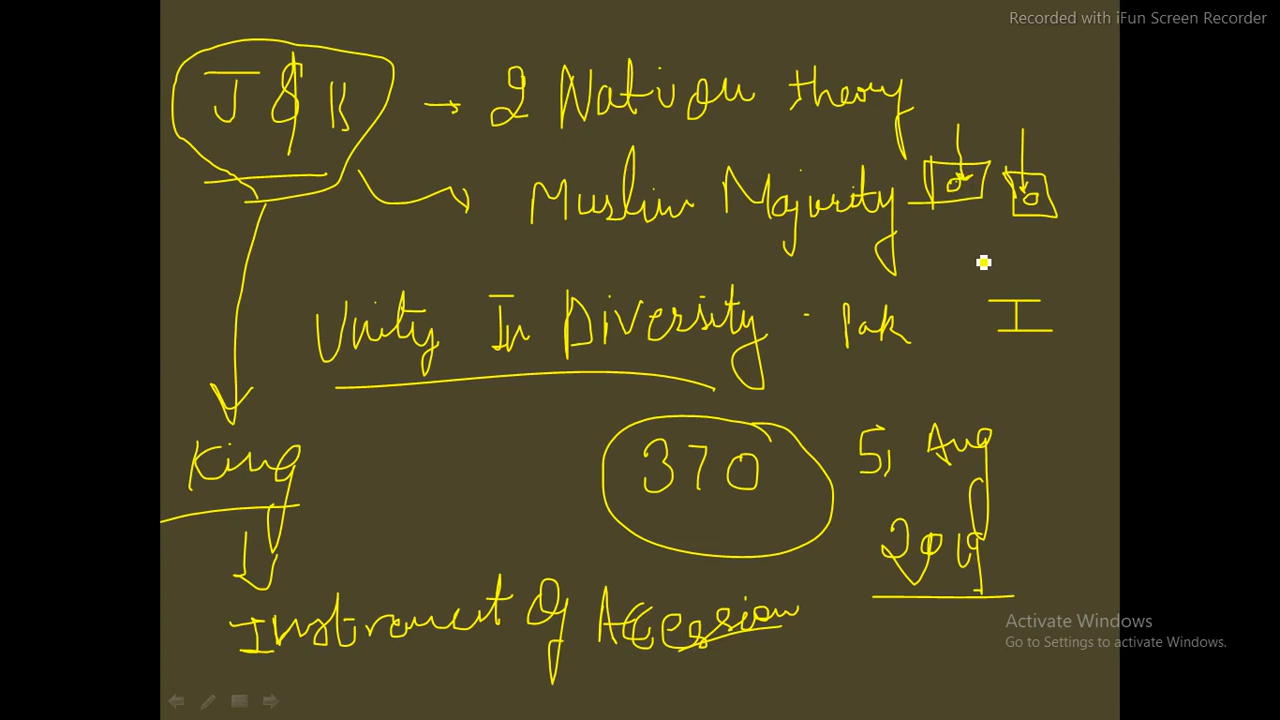 Recorded with iFun Screen Recorder
J & K → 2 Nation theory
Muslim Majurity
Unity In Diversity Pak I
King 370 5, Aug
2019
Instrument Of Accession
Activate Windows
Go to Settings to activate Windows.